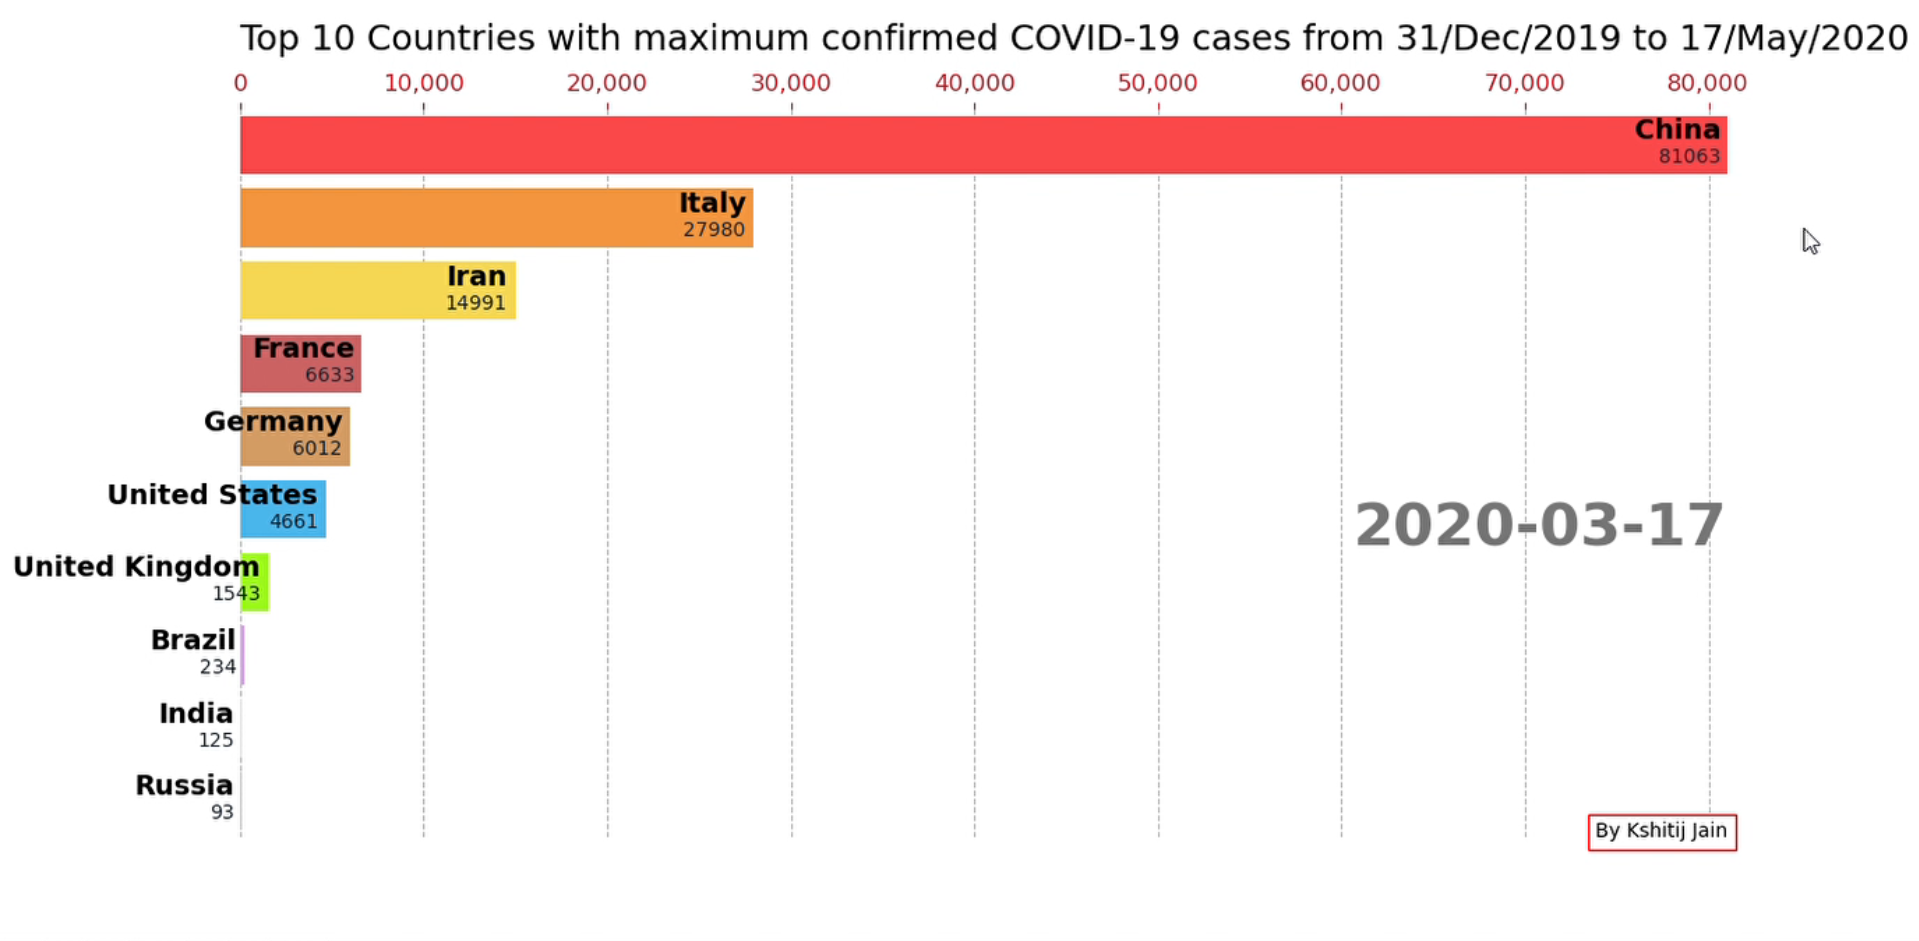 Top 10 Countries with maximum confirmed COVID-19 cases from 31/Dec/2019 to 17/May/2020
0 10,000 20,000 30,000 40,000 50,000 60,000 70,000 80,000
China
81063
Italy
27980
Iran
14991
France
6633
Germany
6012
United States
4661
2020-03-17
United Kingdom
1543
Brazil
234
India
125
Russia
93
By Kshitij Jain